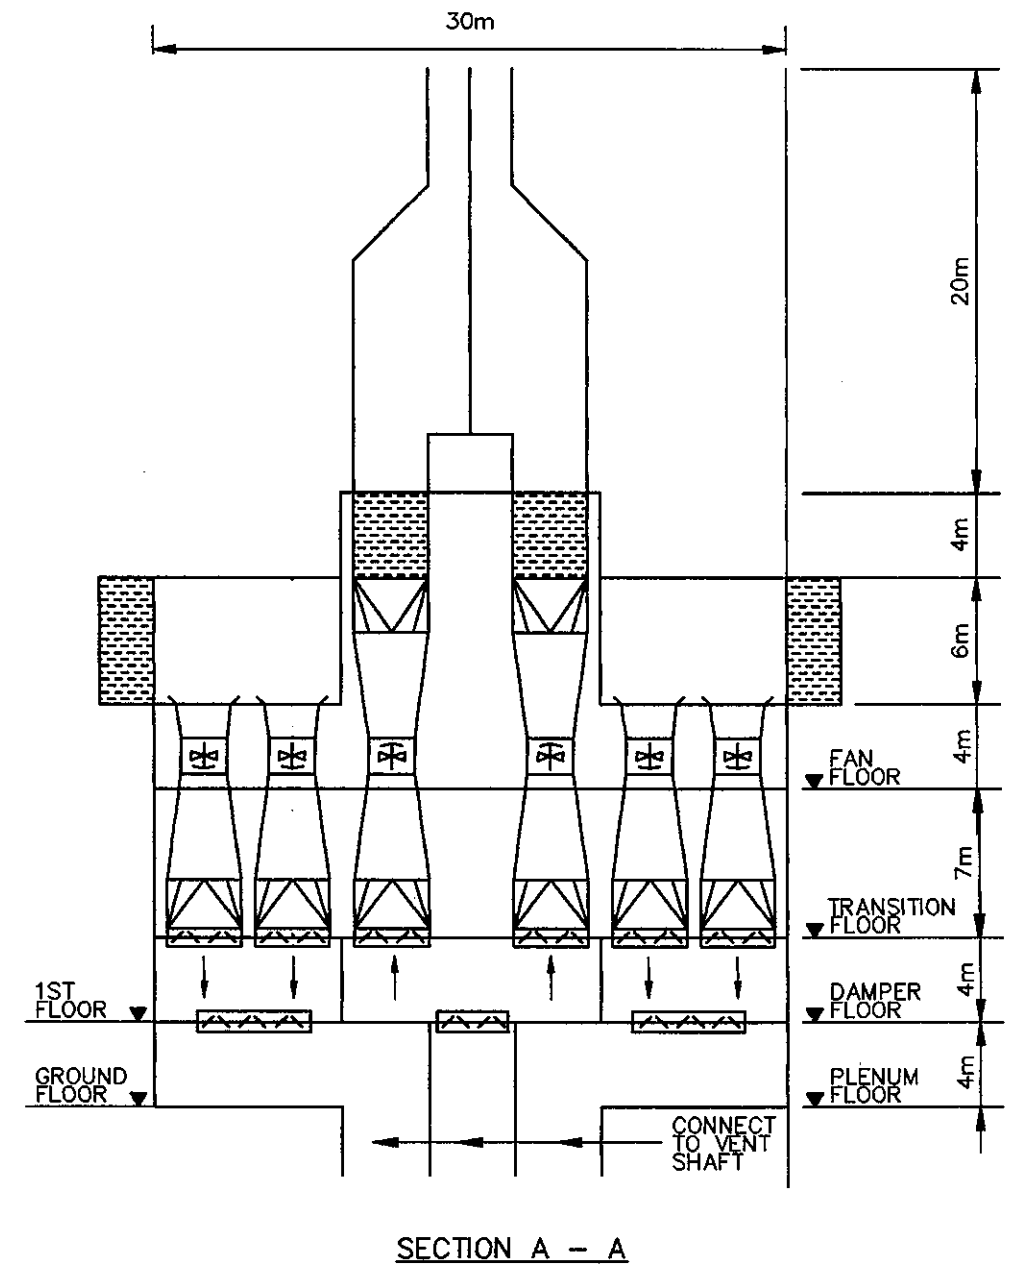 30m
20m
4m
6m
4m
FAN
FLOOR
7m
TRANSITION
FLOOR
4m
1ST
FLOOR
DAMPER
FLOOR
4m
GROUND
FLOOR
PLENUM
FLOOR
CONNECT
TO VENT
SHAFT
SECTION A - A